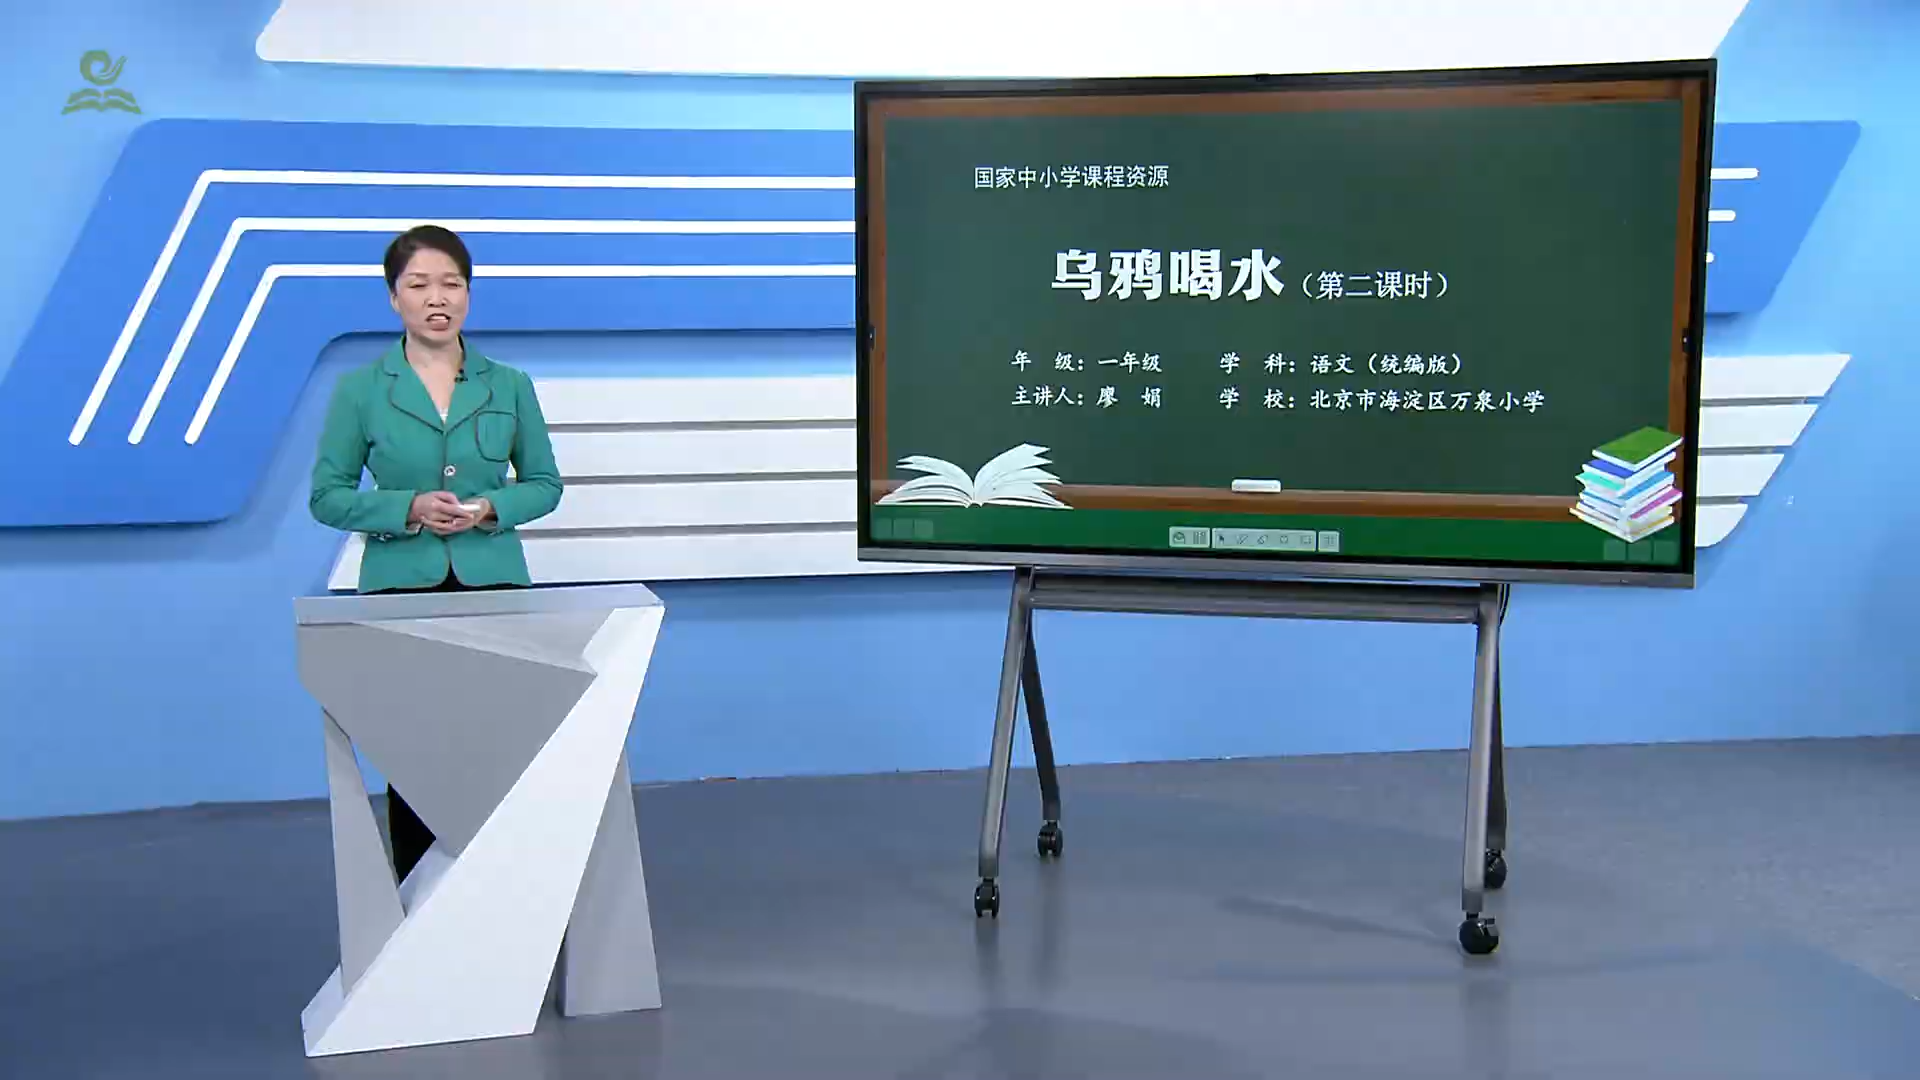 国家中小学课程资源
乌鸦喝水（第二课时）
年 级：一年级 学 科：语文（统编版）
主讲人：廖 娟 学 校：北京市海淀区万泉小学